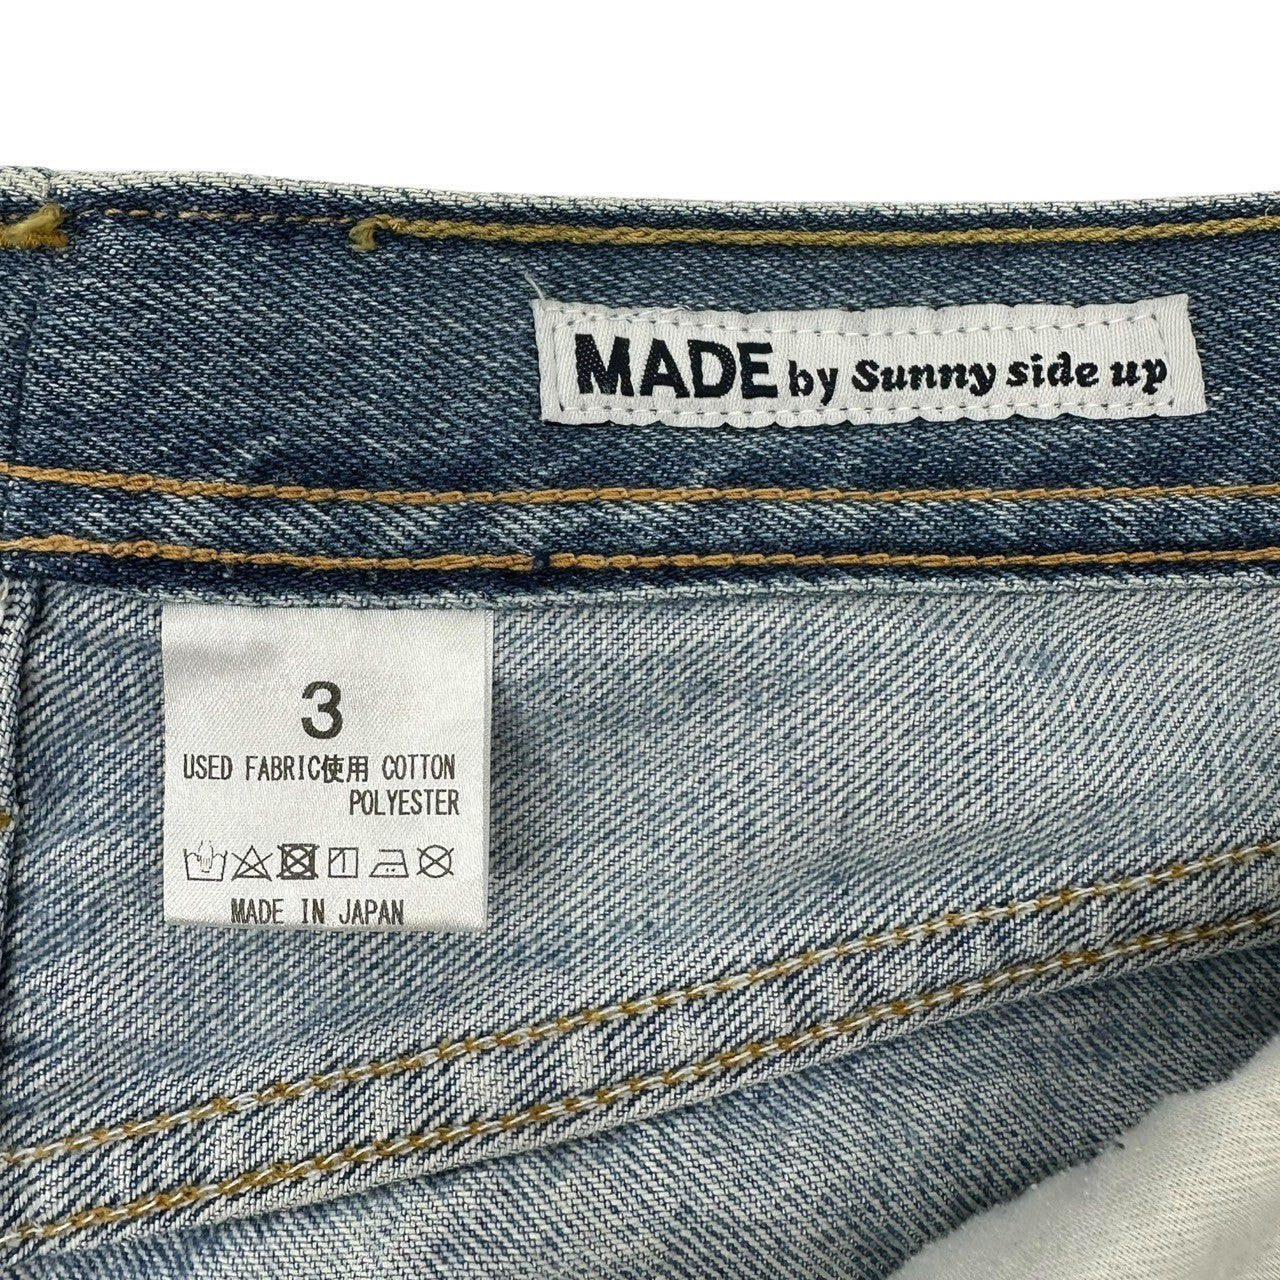 MADE by Sunny side up
3
USED FABRIC使用 COTTON
POLYESTER
MADE IN JAPAN